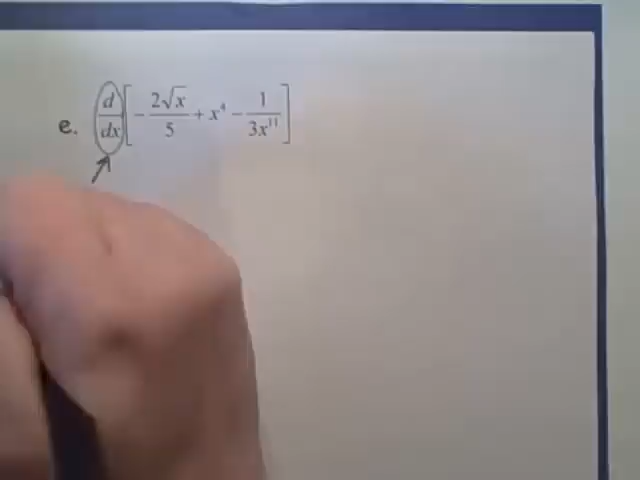 e. d/dx [ - 2√x/5 + x⁴ - 1/3x¹¹ ]